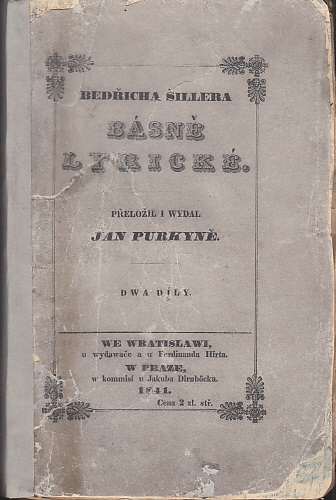 BEDŘICHA ŠILLERA
BÁSNĚ
LYRICKÉ.
PŘELOŽIL I WYDAL
JAN PURKYNĚ.
DWA DÍLY.
WE WRATISLAWI,
u wydawače a u Ferdinanda Hirta.
W PRAZE,
w kommisí u Jakuba Dirnböcka.
1841.
Cena 2 zl. stř.